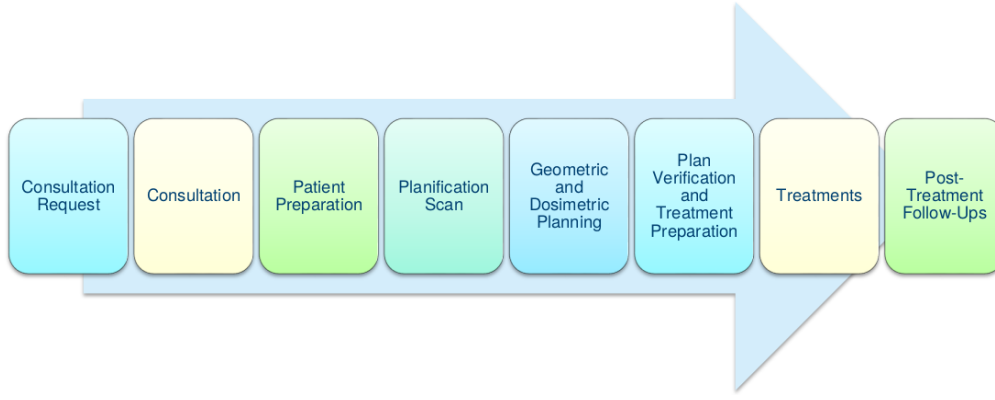 Consultation
Request
Consultation
Patient
Preparation
Planification
Scan
Geometric
and
Dosimetric
Planning
Plan
Verification
and
Treatment
Preparation
Treatments
Post-
Treatment
Follow-Ups